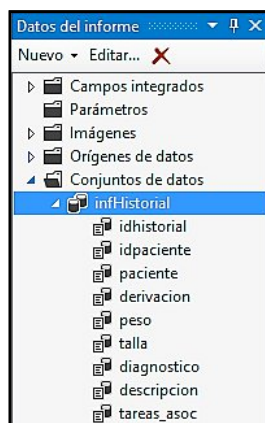 Datos del informe
Nuevo Editar...
Campos integrados
Parámetros
Imágenes
Orígenes de datos
Conjuntos de datos
infHistorial
idhistorial
idpaciente
paciente
derivacion
peso
talla
diagnostico
descripcion
tareas_asoc